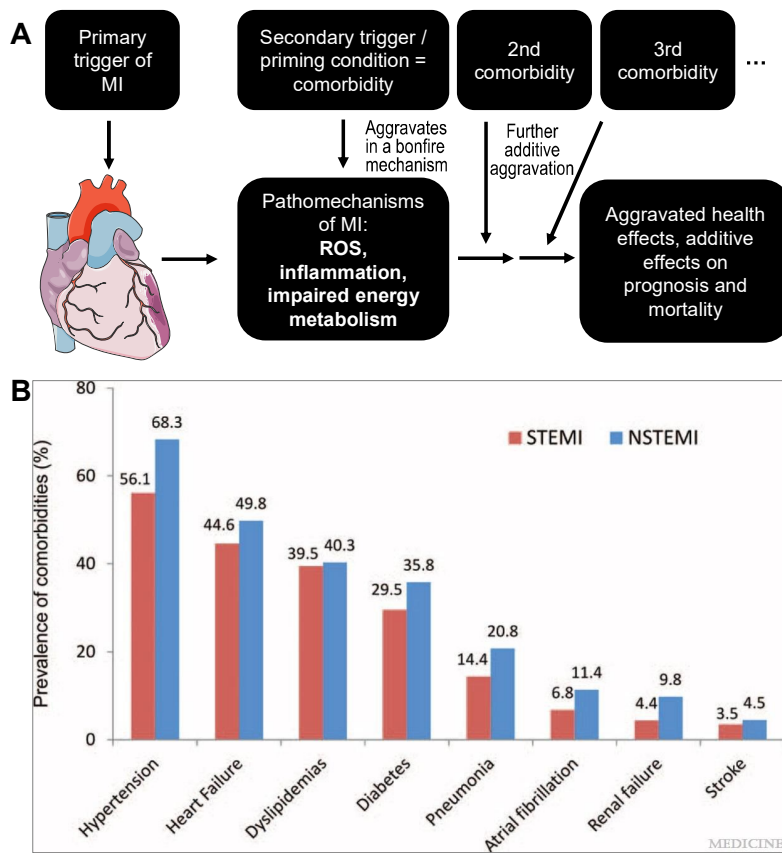 A
Primary
trigger of
MI
Secondary trigger /
priming condition =
comorbidity
2nd
comorbidity
3rd
comorbidity
...
Aggravates
in a bonfire
mechanism
Further
additive
aggravation
Pathomechanisms
of MI:
ROS,
inflammation,
impaired energy
metabolism
Aggravated health
effects, additive
effects on
prognosis and
mortality
B
Prevalence of comorbidities (%)
80
60
40
20
0
STEMI
NSTEMI
56.1
68.3
44.6
49.8
39.5
40.3
29.5
35.8
14.4
20.8
6.8
11.4
4.4
9.8
3.5
4.5
Hypertension
Heart Failure
Dyslipidemias
Diabetes
Pneumonia
Atrial fibrillation
Renal failure
Stroke
MEDICINE